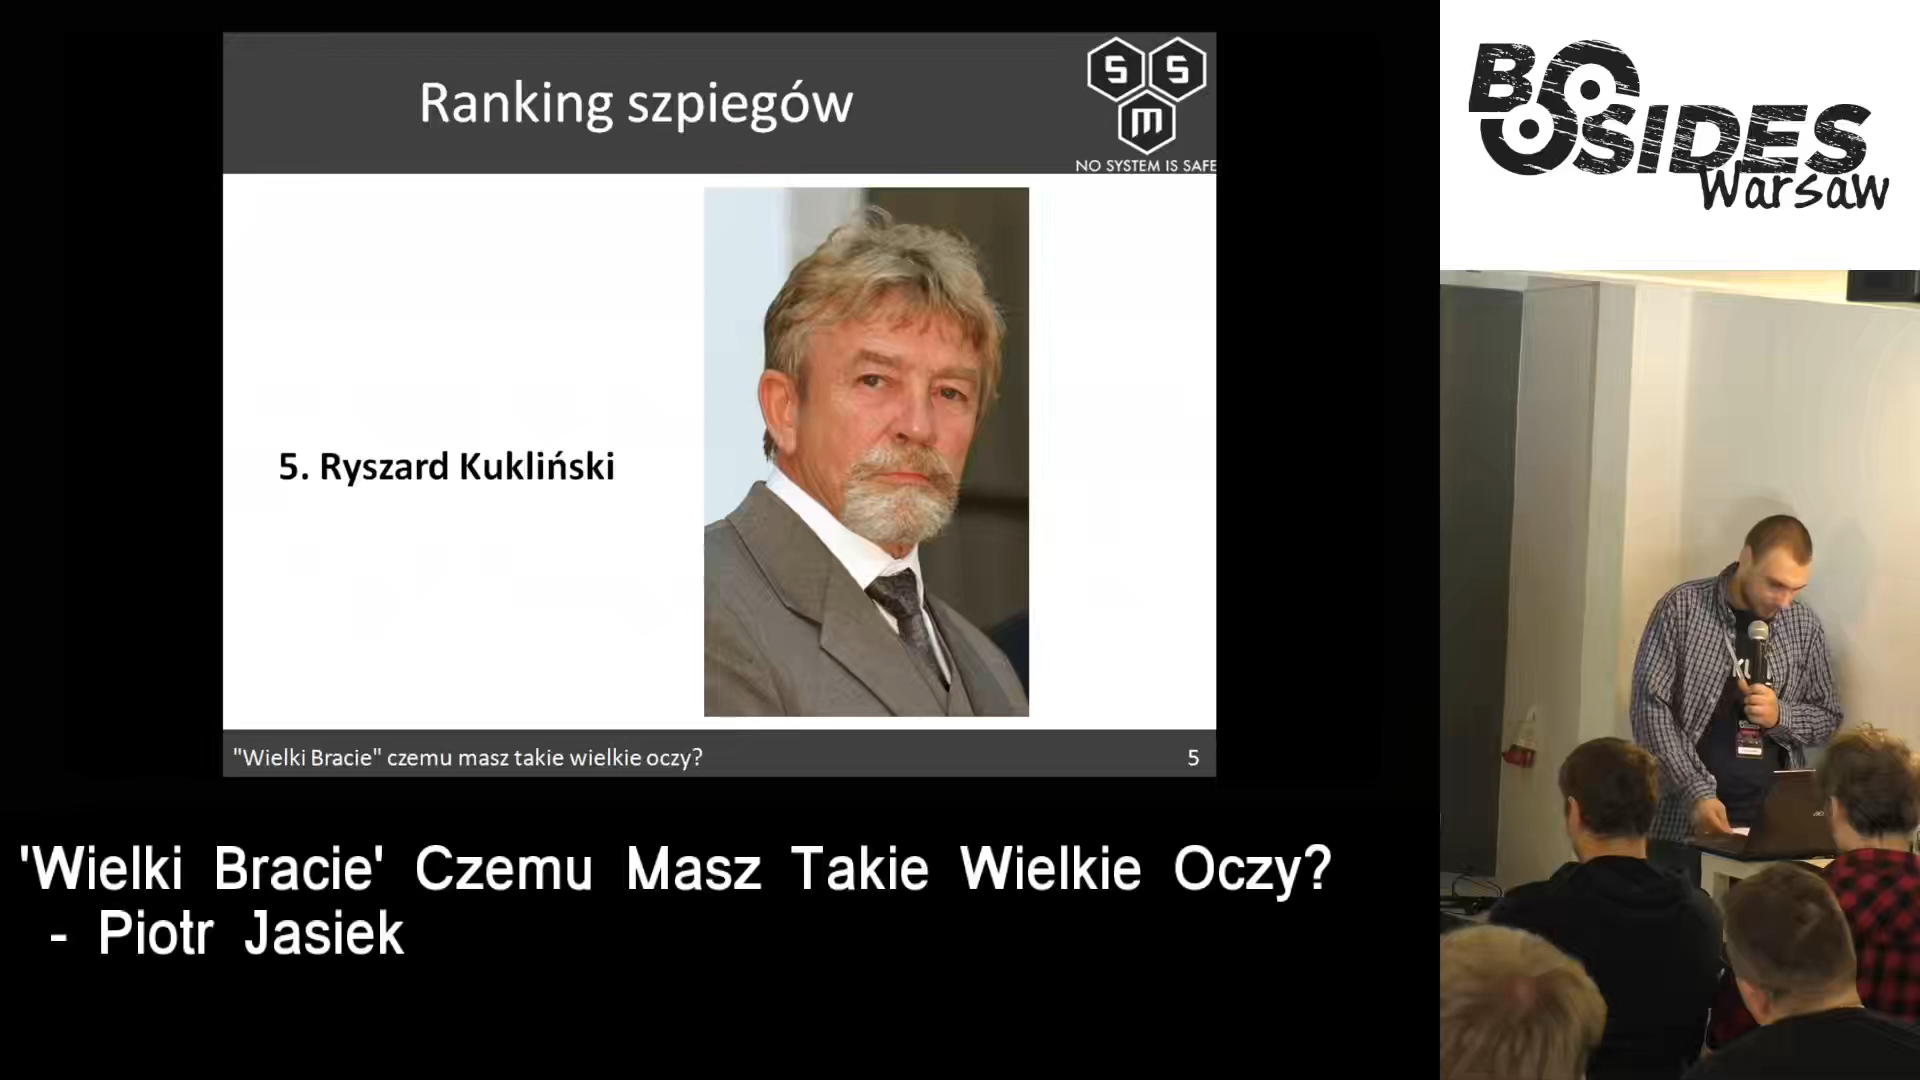 Ranking szpiegów
S S
m
NO SYSTEM IS SAFE
5. Ryszard Kukliński
"Wielki Bracie" czemu masz takie wielkie oczy?
5
'Wielki Bracie' Czemu Masz Takie Wielkie Oczy?
- Piotr Jasiek
BSIDES
Warsaw